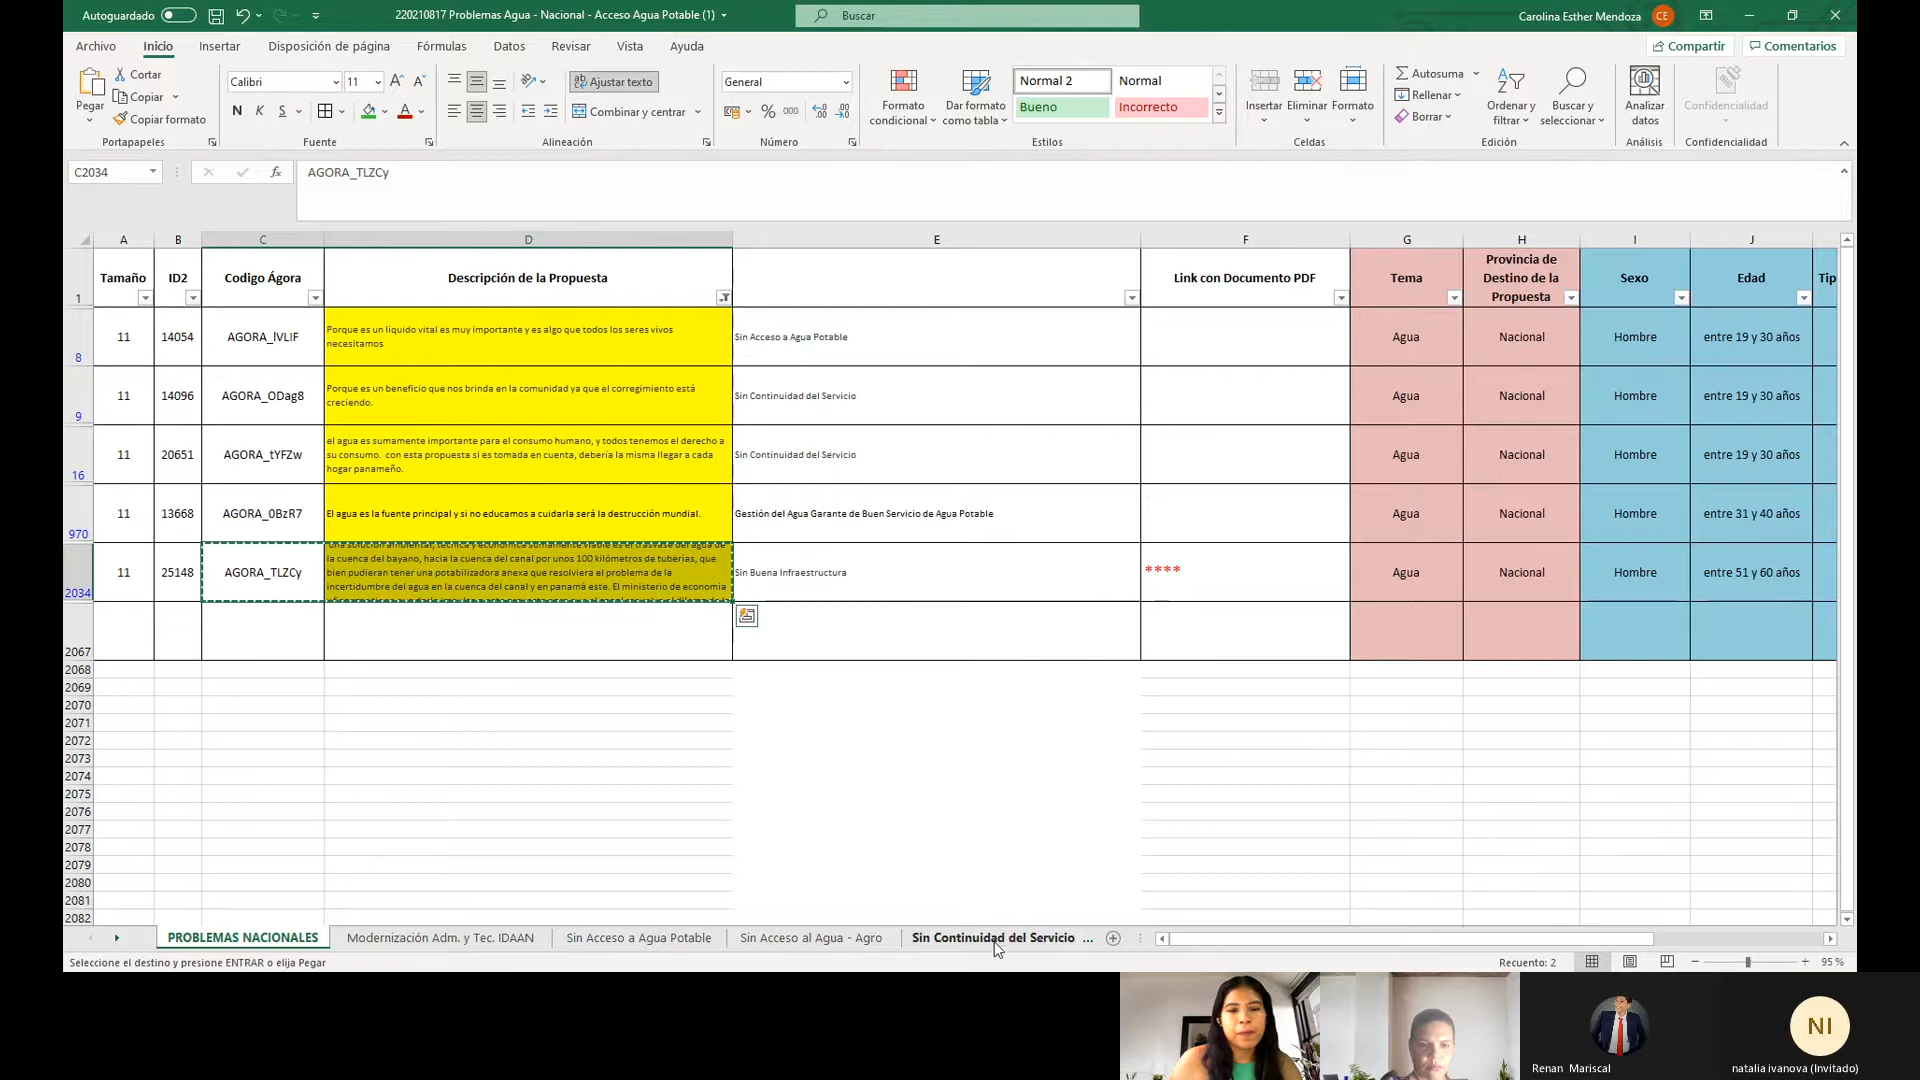 Autoguardado
220210817 Problemas Agua - Nacional - Acceso Agua Potable (1)
Buscar
Carolina Esther Mendoza
CE
Archivo
Inicio
Insertar
Disposición de página
Fórmulas
Datos
Revisar
Vista
Ayuda
Compartir
Comentarios
Pegar
Cortar
Copiar
Copiar formato
Portapapeles
Calibri
11
N K S
Fuente
Ajustar texto
Combinar y centrar
Alineación
General
% 000
Número
Formato condicional
Dar formato como tabla
Normal 2
Normal
Bueno
Incorrecto
Estilos
Insertar
Eliminar
Formato
Celdas
Autosuma
Rellenar
Borrar
Ordenar y filtrar
Buscar y seleccionar
Edición
Analizar datos
Análisis
Confidencialidad
Confidencialidad
C2034
fx
AGORA_TLZCy
A B C D E F G H I J
1 Tamaño ID2 Codigo Ágora Descripción de la Propuesta Link con Documento PDF Tema Provincia de Destino de la Propuesta Sexo Edad Tip
8 11 14054 AGORA_lVLIF Porque es un liquido vital es muy importante y es algo que todos los seres vivos
necesitamos Sin Acceso a Agua Potable Agua Nacional Hombre entre 19 y 30 años
9 11 14096 AGORA_ODag8 Porque es un beneficio que nos brinda en la comunidad ya que el corregimiento está
creciendo. Sin Continuidad del Servicio Agua Nacional Hombre entre 19 y 30 años
16 11 20651 AGORA_tYFZw el agua es sumamente importante para el consumo humano, y todos tenemos el derecho a
su consumo. con esta propuesta si es tomada en cuenta, debería la misma llegar a cada
hogar panameño. Sin Continuidad del Servicio Agua Nacional Hombre entre 19 y 30 años
970 11 13668 AGORA_0BzR7 El agua es la fuente principal y si no educamos a cuidarla será la destrucción mundial. Gestión del Agua Garante de Buen Servicio de Agua Potable Agua Nacional Hombre entre 31 y 40 años
2034 11 25148 AGORA_TLZCy una solución ambiental, técnica y económica sumamente viable es el trasvase del agua de
la cuenca del bayano, hacia la cuenca del canal por unos 100 kilómetros de tuberias, que
bien pudieran tener una potabilizadora anexa que resolviera el problema de la
incertidumbre del agua en la cuenca del canal y en panamá este. El ministerio de economia
Sin Buena Infraestructura **** Agua Nacional Hombre entre 51 y 60 años
2067
2068
2069
2070
2071
2072
2073
2074
2075
2076
2077
2078
2079
2080
2081
2082
PROBLEMAS NACIONALES
Modernización Adm. y Tec. IDAAN
Sin Acceso a Agua Potable
Sin Acceso al Agua - Agro
Sin Continuidad del Servicio ...
Seleccione el destino y presione ENTRAR o elija Pegar
Recuento: 2
95 %
Renan Mariscal
NI
natalia ivanova (Invitado)